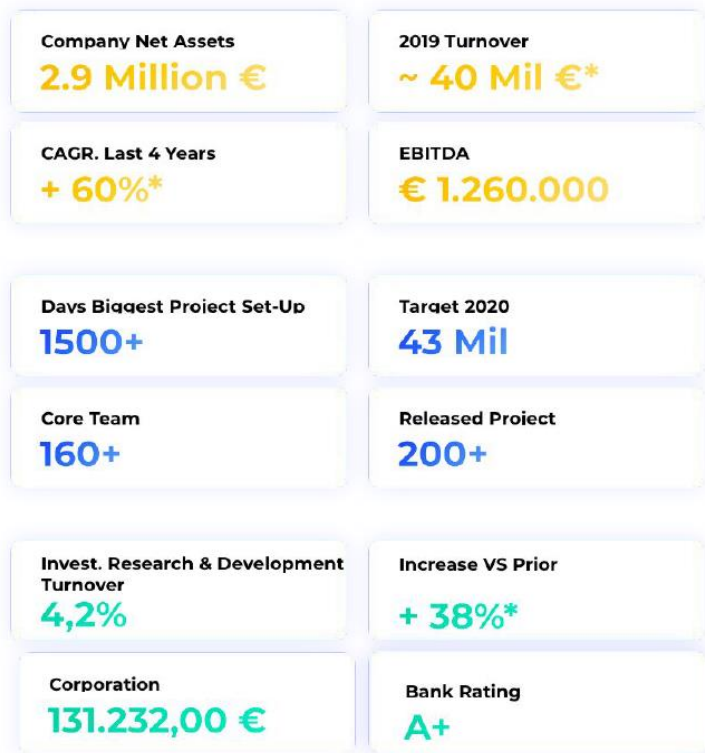 Company Net Assets
2.9 Million €
2019 Turnover
~ 40 Mil €*
CAGR. Last 4 Years
+ 60%*
EBITDA
€ 1.260.000
Days Biggest Project Set-Up
1500+
Target 2020
43 Mil
Core Team
160+
Released Project
200+
Invest. Research & Development
Turnover
4,2%
Increase VS Prior
+ 38%*
Corporation
131.232,00 €
Bank Rating
A+